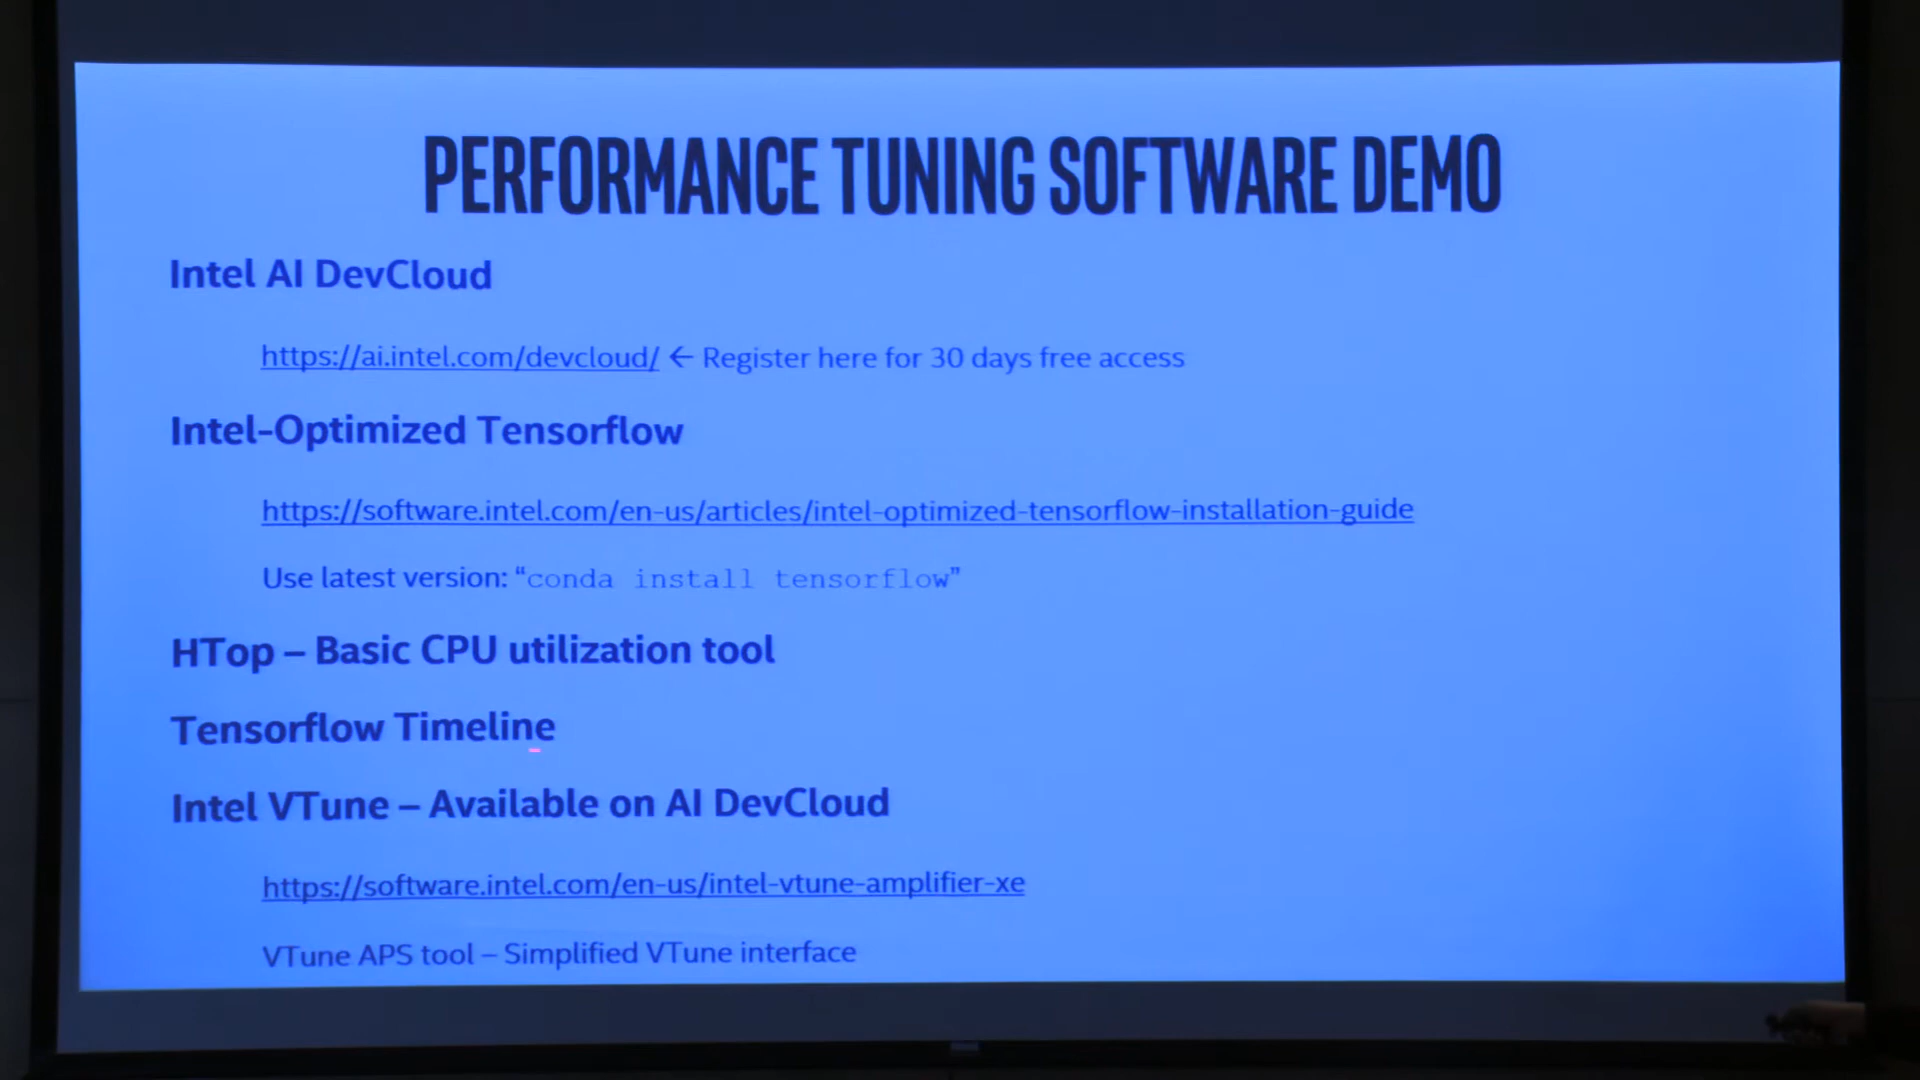 PERFORMANCE TUNING SOFTWARE DEMO
Intel AI DevCloud
https://ai.intel.com/devcloud/ ← Register here for 30 days free access
Intel-Optimized Tensorflow
https://software.intel.com/en-us/articles/intel-optimized-tensorflow-installation-guide
Use latest version: “conda install tensorflow”
HTop – Basic CPU utilization tool
Tensorflow Timeline
Intel VTune – Available on AI DevCloud
https://software.intel.com/en-us/intel-vtune-amplifier-xe
VTune APS tool – Simplified VTune interface